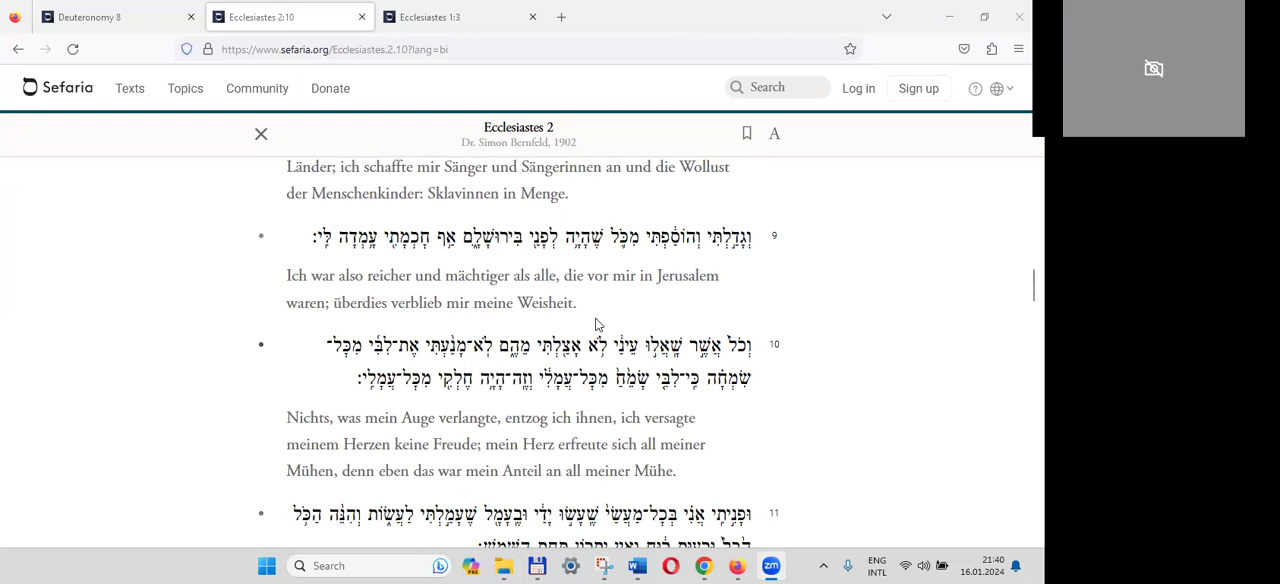 Deuteronomy 8
Ecclesiastes 2:10
Ecclesiastes 1:3
https://www.sefaria.org/Ecclesiastes.2.10?lang=bi
Sefaria Texts Topics Community Donate Search Log in Sign up
Ecclesiastes 2
Dr. Simon Bernfeld, 1902
Länder; ich schaffte mir Sänger und Sängerinnen an und die Wollust
der Menschenkinder: Sklavinnen in Menge.
9
וְגָדַ֣לְתִּי וְהוֹסַ֔פְתִּי מִכֹּ֛ל שֶׁהָיָ֥ה לְפָנַ֖י בִּירוּשָׁלָ֑͏ִם אַ֥ף חׇכְמָתִ֖י עָ֥מְדָה לִּֽי׃
Ich war also reicher und mächtiger als alle, die vor mir in Jerusalem
waren; überdies verblieb mir meine Weisheit.
10
וְכֹל֙ אֲשֶׁ֣ר שָֽׁאֲל֣וּ עֵינַ֔י לֹ֥א אָצַ֖לְתִּי מֵהֶ֑ם לֹֽא־מָנַ֨עְתִּי אֶת־לִבִּ֜י מִכׇּל־
שִׂמְחָ֗ה כִּֽי־לִבִּ֤י שָׂמֵ֙חַ֙ מִכׇּל־עֲמָלִ֔י וְזֶֽה־הָיָ֥ה חֶלְקִ֖י מִכׇּל־עֲמָלִֽי׃
Nichts, was mein Auge verlangte, entzog ich ihnen, ich versagte
meinem Herzen keine Freude; mein Herz erfreute sich all meiner
Mühen, denn eben das war mein Anteil an all meiner Mühe.
11
וּפָנִ֣יתִֽי אֲנִ֗י בְּכׇל־מַעֲשַׂי֙ שֶֽׁעָשׂ֣וּ יָדַ֔י וּבֶֽעָמָ֖ל שֶׁעָמַ֣לְתִּי לַעֲשׂ֑וֹת וְהִנֵּ֨ה הַכֹּ֥ל
Search
ENG
INTL
21:40
16.01.2024